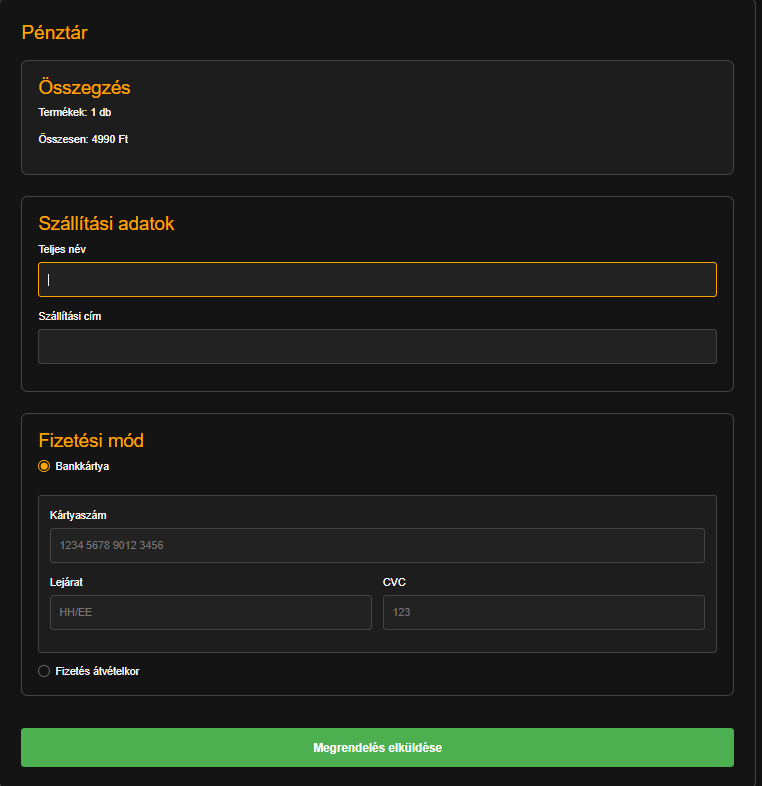 Pénztár
Összegzés
Termékek: 1 db
Összesen: 4990 Ft
Szállítási adatok
Teljes név
Szállítási cím
Fizetési mód
Bankkártya
Kártyaszám
1234 5678 9012 3456
Lejárat CVC
HH/EE 123
Fizetés átvételkor
Megrendelés elküldése